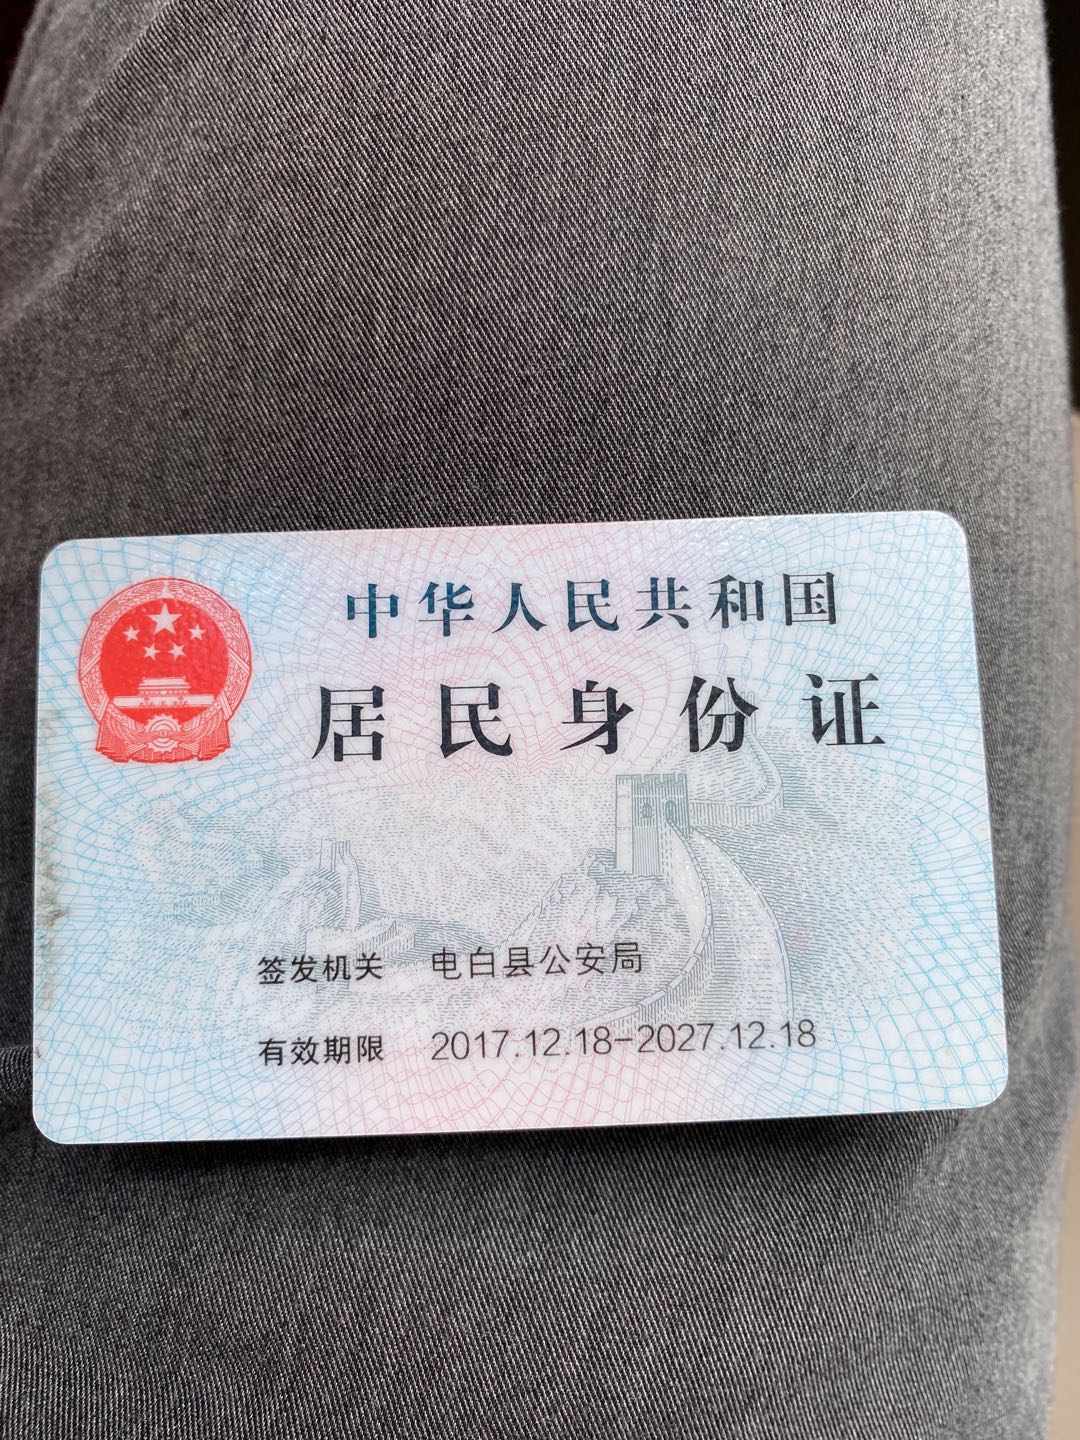 中华人民共和国
居民身份证
签发机关 电白县公安局
有效期限 2017.12.18-2027.12.18